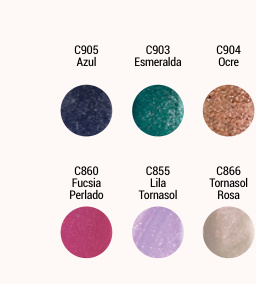 C905
Azul
C903
Esmeralda
C904
Ocre
C860
Fucsia
Perlado
C855
Lila
Tornasol
C866
Tornasol
Rosa